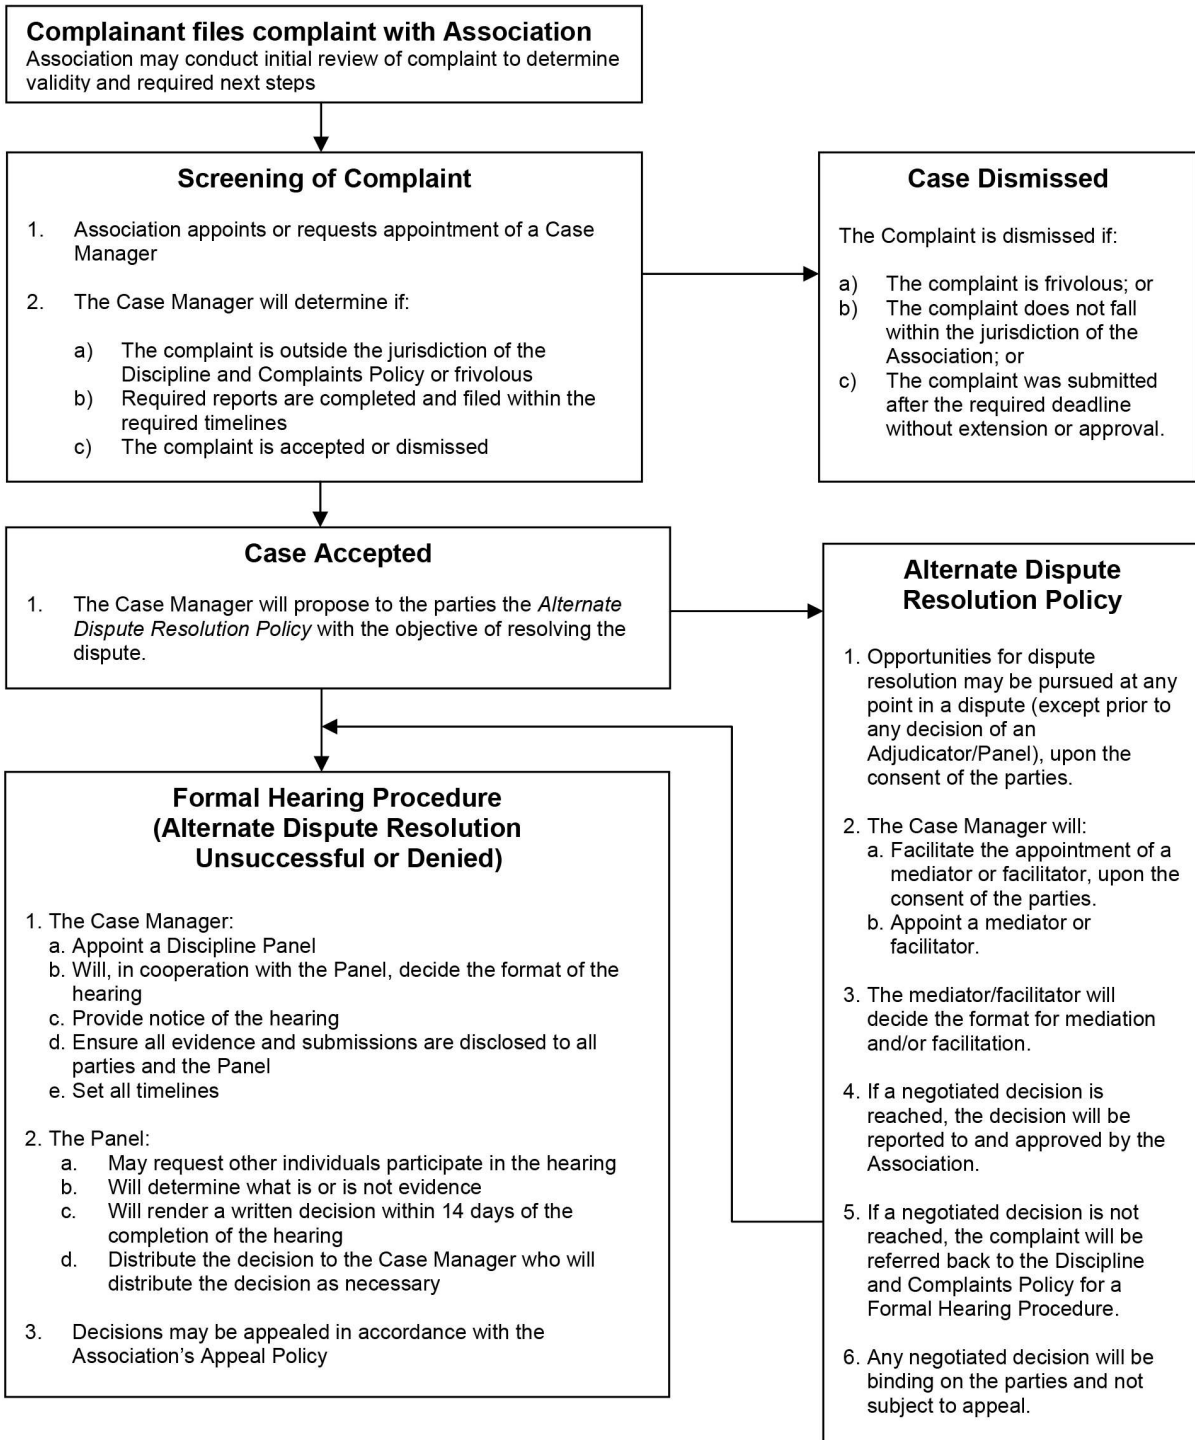 Complainant files complaint with Association
Association may conduct initial review of complaint to determine
validity and required next steps
Screening of Complaint
1. Association appoints or requests appointment of a Case
Manager
2. The Case Manager will determine if:
a) The complaint is outside the jurisdiction of the
Discipline and Complaints Policy or frivolous
b) Required reports are completed and filed within the
required timelines
c) The complaint is accepted or dismissed
Case Dismissed
The Complaint is dismissed if:
a) The complaint is frivolous; or
b) The complaint does not fall
within the jurisdiction of the
Association; or
c) The complaint was submitted
after the required deadline
without extension or approval.
Case Accepted
1. The Case Manager will propose to the parties the Alternate
Dispute Resolution Policy with the objective of resolving the
dispute.
Alternate Dispute
Resolution Policy
1. Opportunities for dispute
resolution may be pursued at any
point in a dispute (except prior to
any decision of an
Adjudicator/Panel), upon the
consent of the parties.
2. The Case Manager will:
a. Facilitate the appointment of a
mediator or facilitator, upon the
consent of the parties.
b. Appoint a mediator or
facilitator.
3. The mediator/facilitator will
decide the format for mediation
and/or facilitation.
4. If a negotiated decision is
reached, the decision will be
reported to and approved by the
Association.
5. If a negotiated decision is not
reached, the complaint will be
referred back to the Discipline
and Complaints Policy for a
Formal Hearing Procedure.
6. Any negotiated decision will be
binding on the parties and not
subject to appeal.
Formal Hearing Procedure
(Alternate Dispute Resolution
Unsuccessful or Denied)
1. The Case Manager:
a. Appoint a Discipline Panel
b. Will, in cooperation with the Panel, decide the format of the
hearing
c. Provide notice of the hearing
d. Ensure all evidence and submissions are disclosed to all
parties and the Panel
e. Set all timelines
2. The Panel:
a. May request other individuals participate in the hearing
b. Will determine what is or is not evidence
c. Will render a written decision within 14 days of the
completion of the hearing
d. Distribute the decision to the Case Manager who will
distribute the decision as necessary
3. Decisions may be appealed in accordance with the
Association’s Appeal Policy